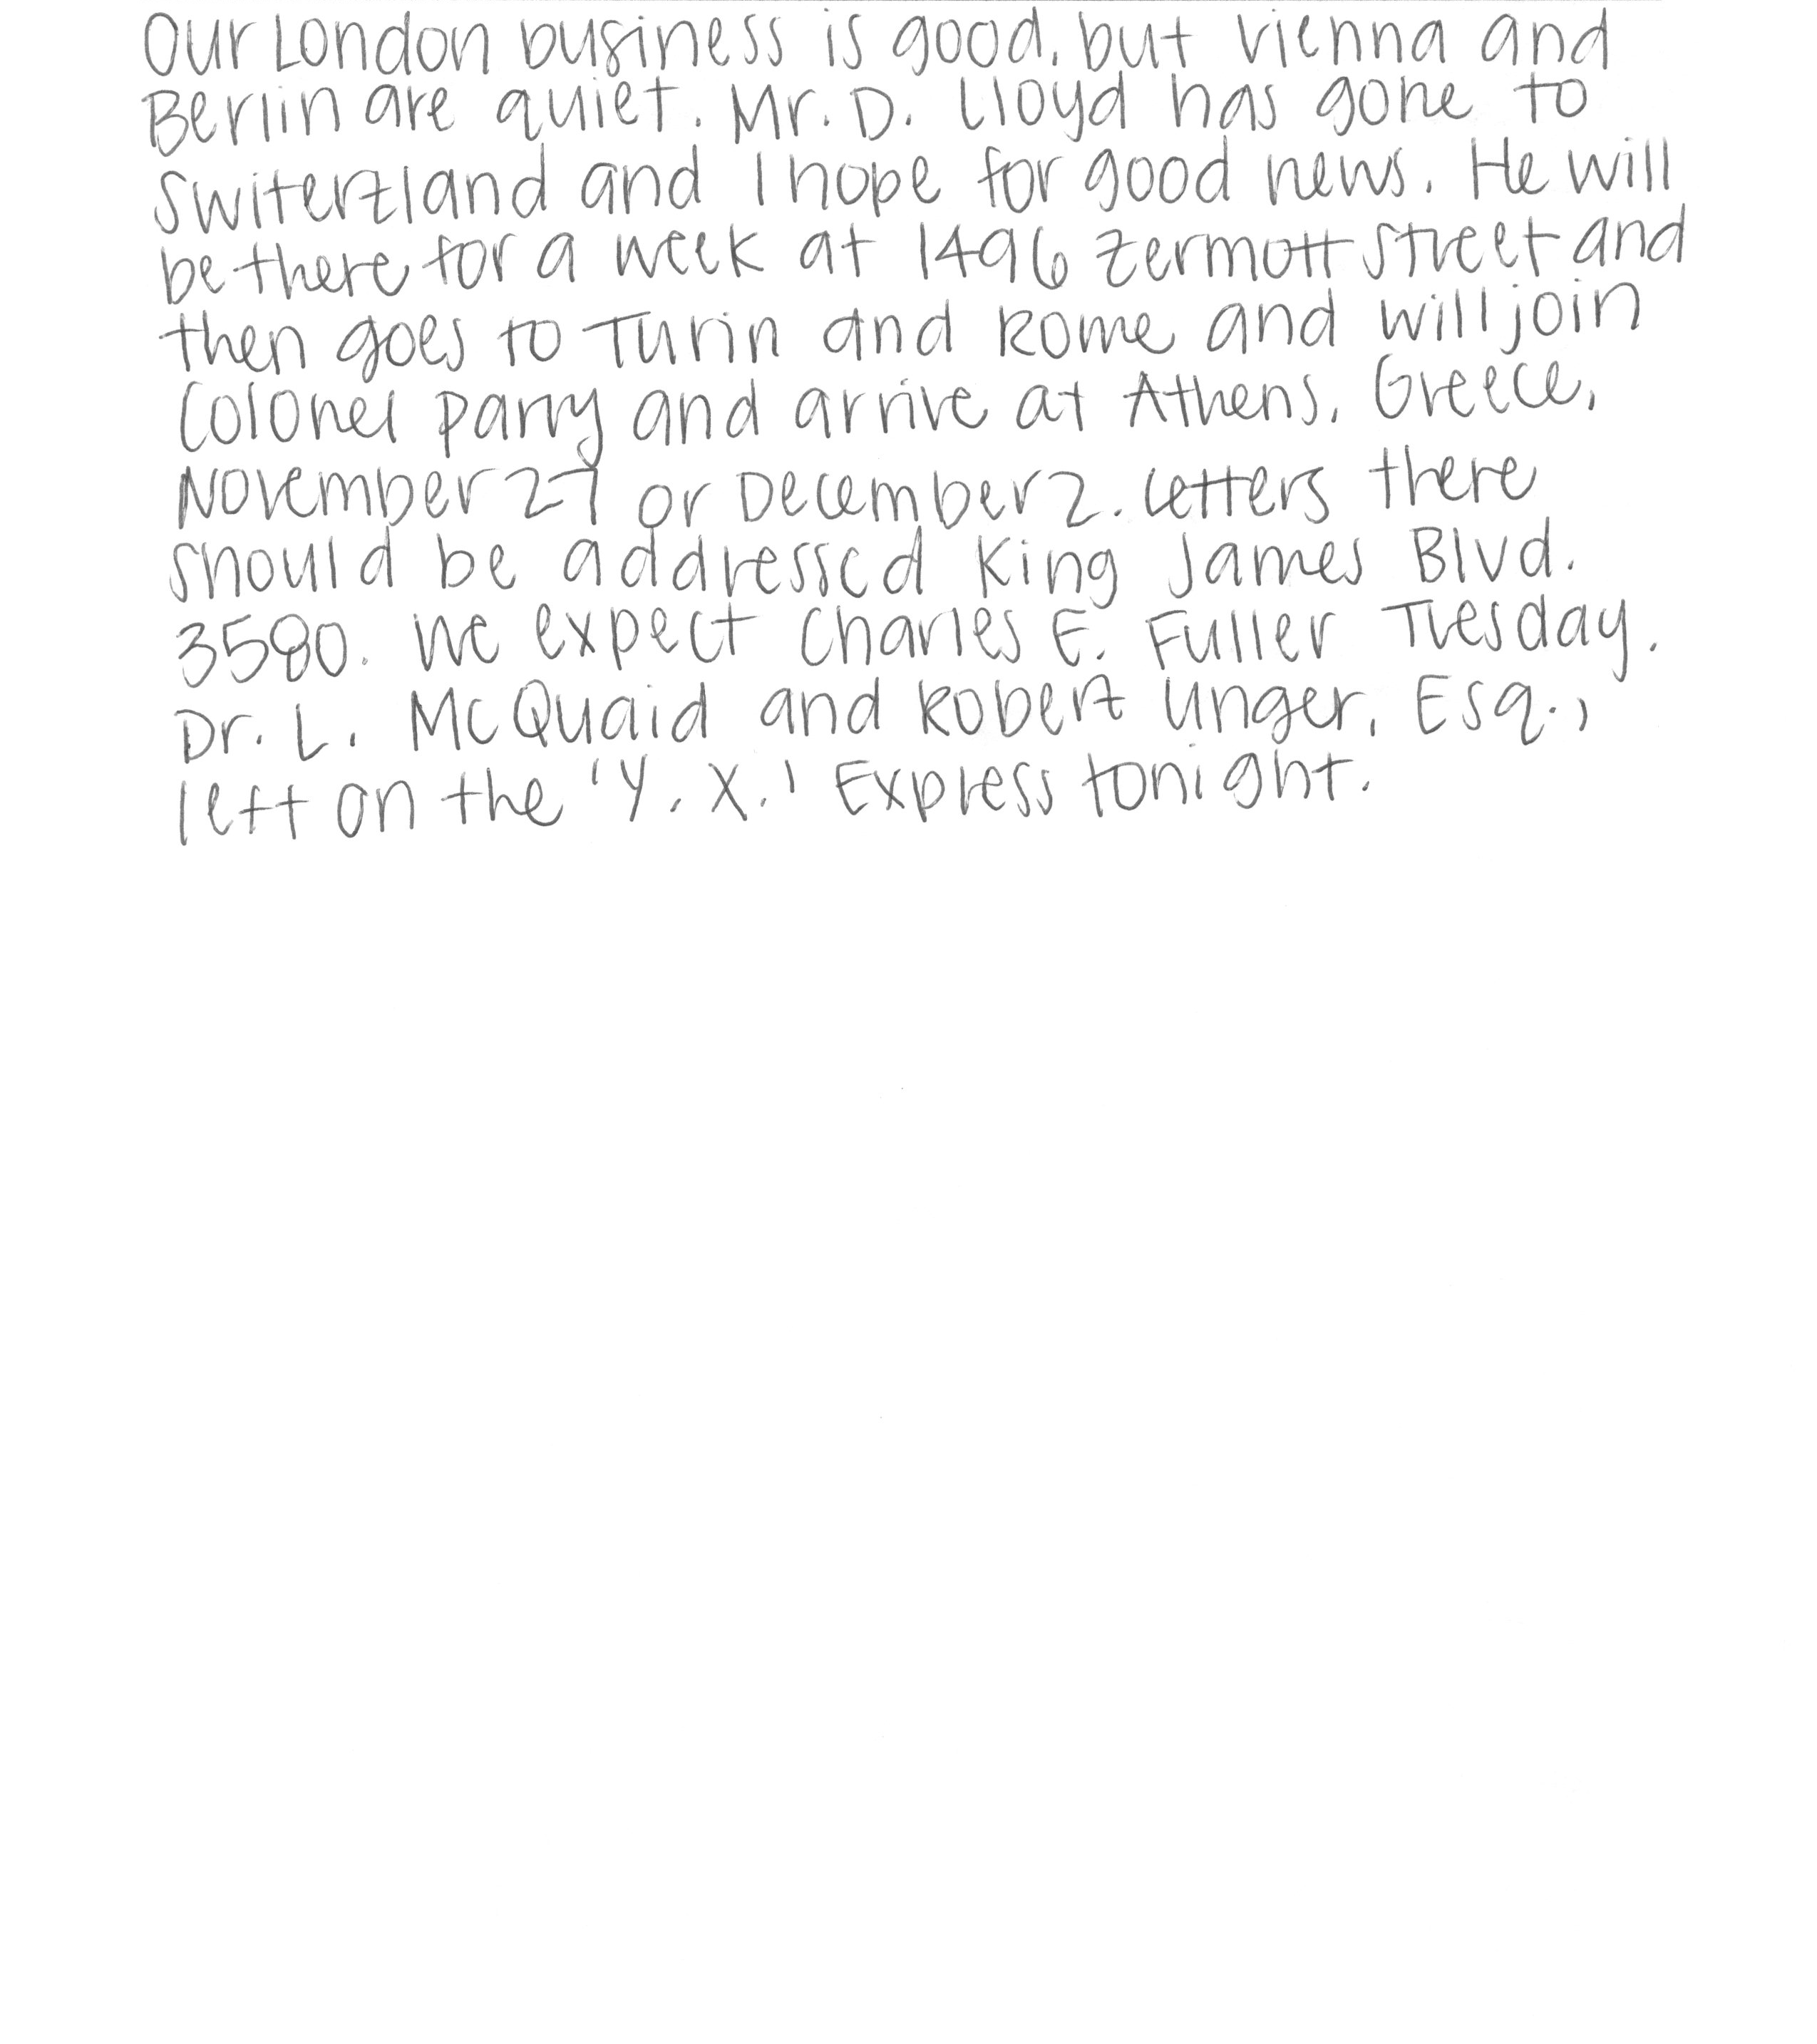 Our London business is good, but Vienna and
Berlin are quiet. Mr. D. Lloyd has gone to
Switerzland and I hope for good news. He will
be there for a week at 1496 Zermott Street and
then goes to Turin and Rome and will join
Colonel Parry and arrive at Athens, Greece,
November 27 or December 2. Letters there
should be addressed King James Blvd.
3580. We expect Charles E. Fuller Tuesday.
Dr. L. McQuaid and Robert Unger, Esq.,
left on the 'Y. X.' Express tonight.